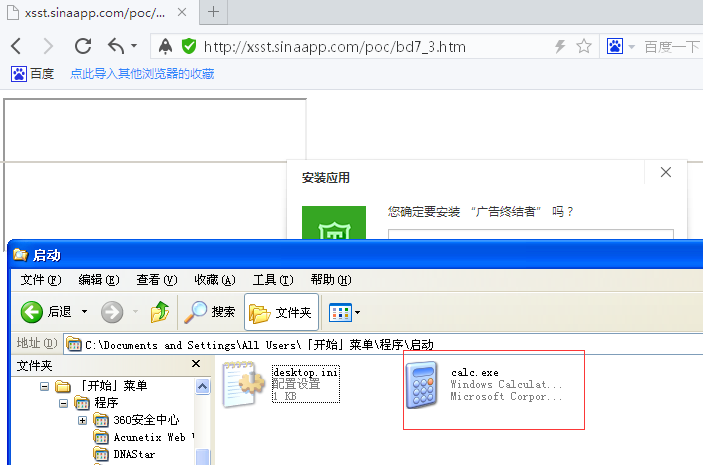 xsst.sinaapp.com/poc/...
http://xsst.sinaapp.com/poc/bd7_3.htm
百度一下
百度 点此导入其他浏览器的收藏
安装应用
您确定要安装 “广告终结者” 吗？
启动
文件(F) 编辑(E) 查看(V) 收藏(A) 工具(T) 帮助(H)
后退 搜索 文件夹
地址(D) C:\Documents and Settings\All Users\「开始」菜单\程序\启动
文件夹
「开始」菜单
程序
360安全中心
Acunetix Web
DNAStar
desktop.ini
配置设置
1 KB
calc.exe
Windows Calculat...
Microsoft Corpor...